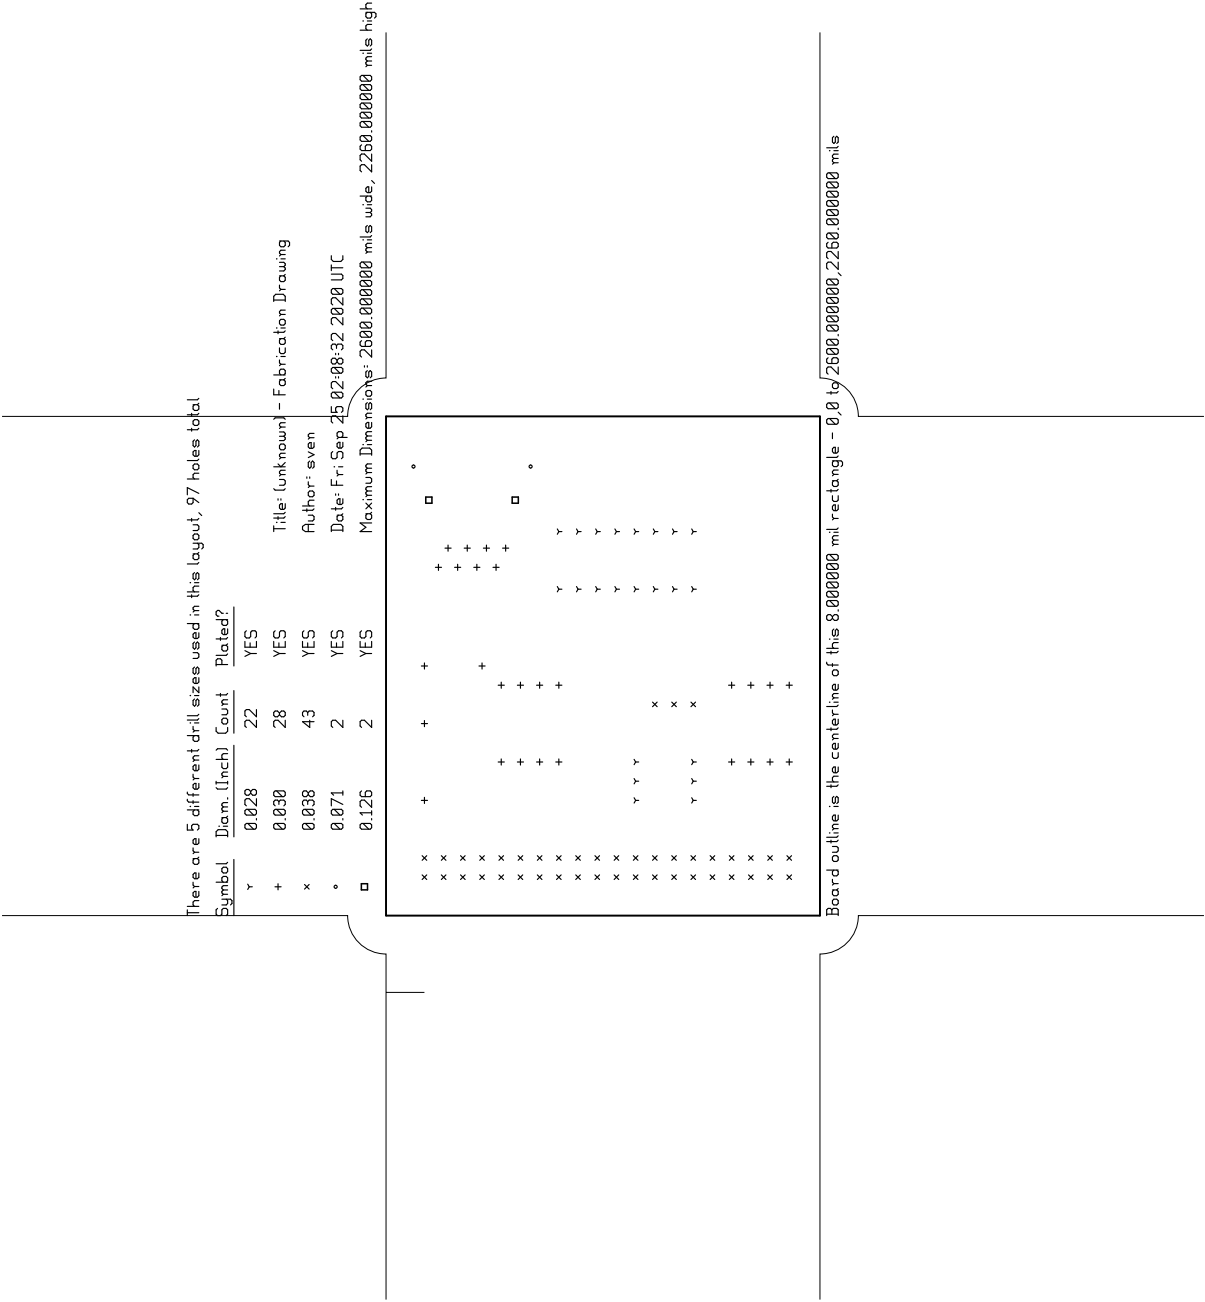 There are 5 different drill sizes used in this layout, 97 holes total
Symbol Diam. (Inch) Count Plated?
0.028 22 YES
0.030 28 YES Title: (unknown) - Fabrication Drawing
0.038 43 YES Author: sven
0.071 2 YES Date: Fri Sep 25 02:08:32 2020 UTC
0.126 2 YES Maximum Dimensions: 2600.000000 mils wide, 2260.000000 mils high
Board outline is the centerline of this 8.000000 mil rectangle - 0,0 to 2600.000000,2260.000000 mils